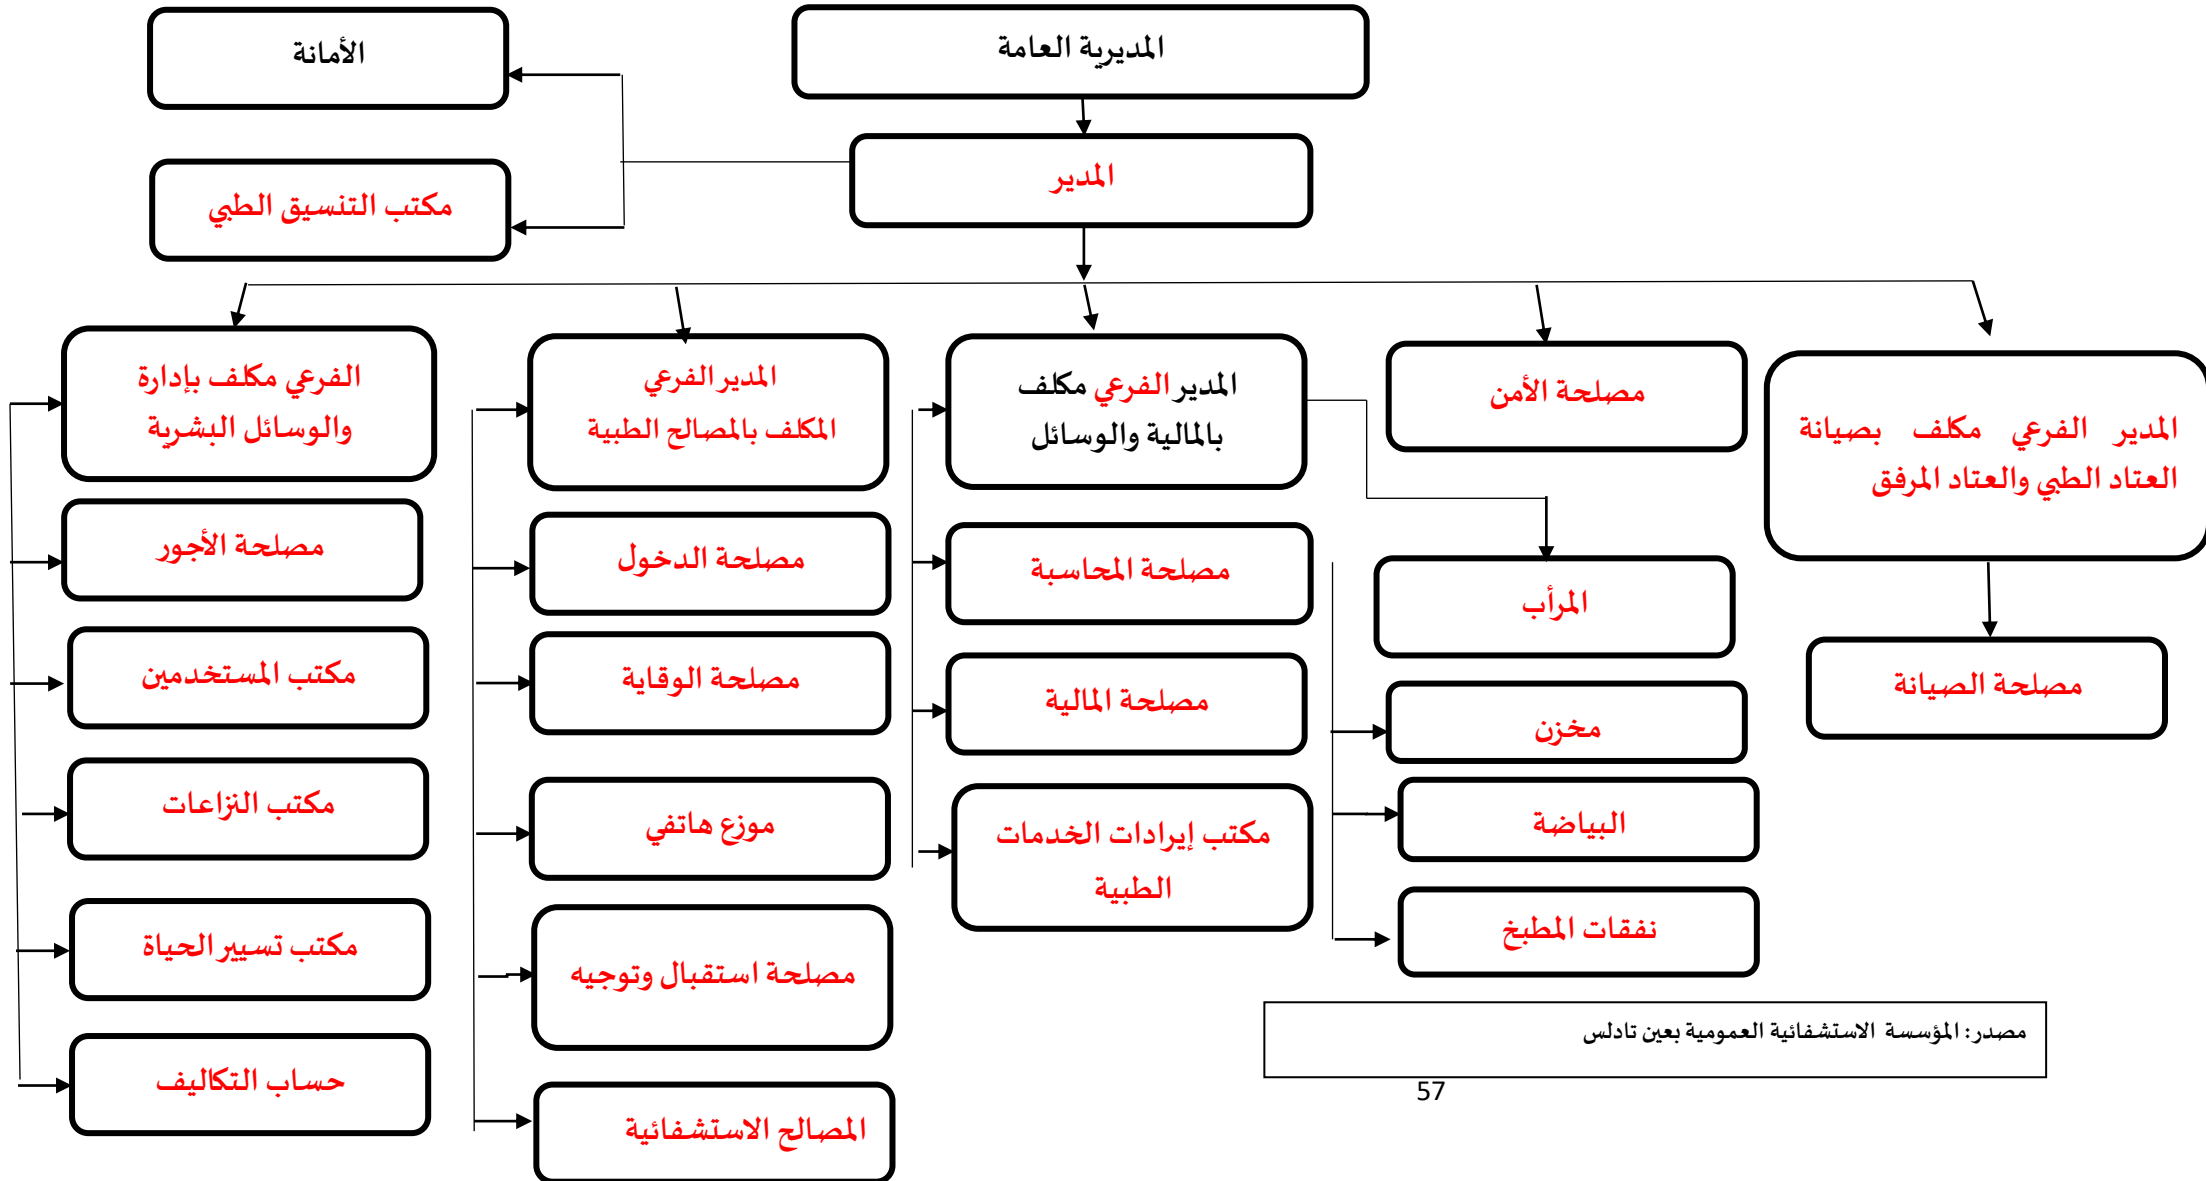 المديرية العامة
الأمانة
المدير
مكتب التنسيق الطبي
المدير الفرعي مكلف بصيانة
العتاد الطبي والعتاد المرفق
مصلحة الصيانة
مصلحة الأمن
المرأب
مخزن
البياضة
نفقات المطبخ
المدير الفرعي مكلف
بالمالية والوسائل
مصلحة المحاسبة
مصلحة المالية
مكتب إيرادات الخدمات
الطبية
المدير الفرعي
المكلف بالمصالح الطبية
مصلحة الدخول
مصلحة الوقاية
موزع هاتفي
مصلحة استقبال وتوجيه
المصالح الاستشفائية
الفرعي مكلف بإدارة
والوسائل البشرية
مصلحة الأجور
مكتب المستخدمين
مكتب النزاعات
مكتب تسيير الحياة
حساب التكاليف
مصدر: المؤسسة الاستشفائية العمومية بعين تادلس
57